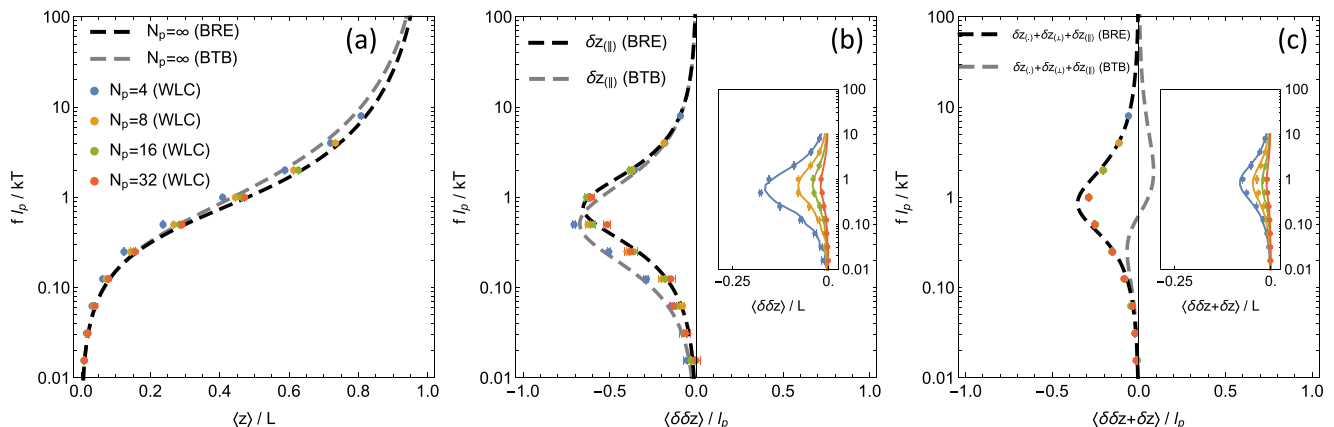 (a)
N_p=∞ (BRE)
N_p=∞ (BTB)
N_p=4 (WLC)
N_p=8 (WLC)
N_p=16 (WLC)
N_p=32 (WLC)
100
10
1
0.10
0.01
f l_p / kT
0.0 0.2 0.4 0.6 0.8 1.0
⟨z⟩ / L
(b)
δz_(∥) (BRE)
δz_(∥) (BTB)
100
10
1
0.10
0.01
f l_p / kT
−1.0 −0.5 0.0 0.5 1.0
⟨δδz⟩ / l_p
100
10
1
0.10
0.01
−0.25 0.
⟨δδz⟩ / L
(c)
δz_(.)+δz_(⊥)+δz_(∥) (BRE)
δz_(.)+δz_(⊥)+δz_(∥) (BTB)
100
10
1
0.10
0.01
f l_p / kT
−1.0 −0.5 0.0 0.5 1.0
⟨δδz+δz⟩ / l_p
100
10
1
0.10
0.01
−0.25 0.
⟨δδz+δz⟩ / L